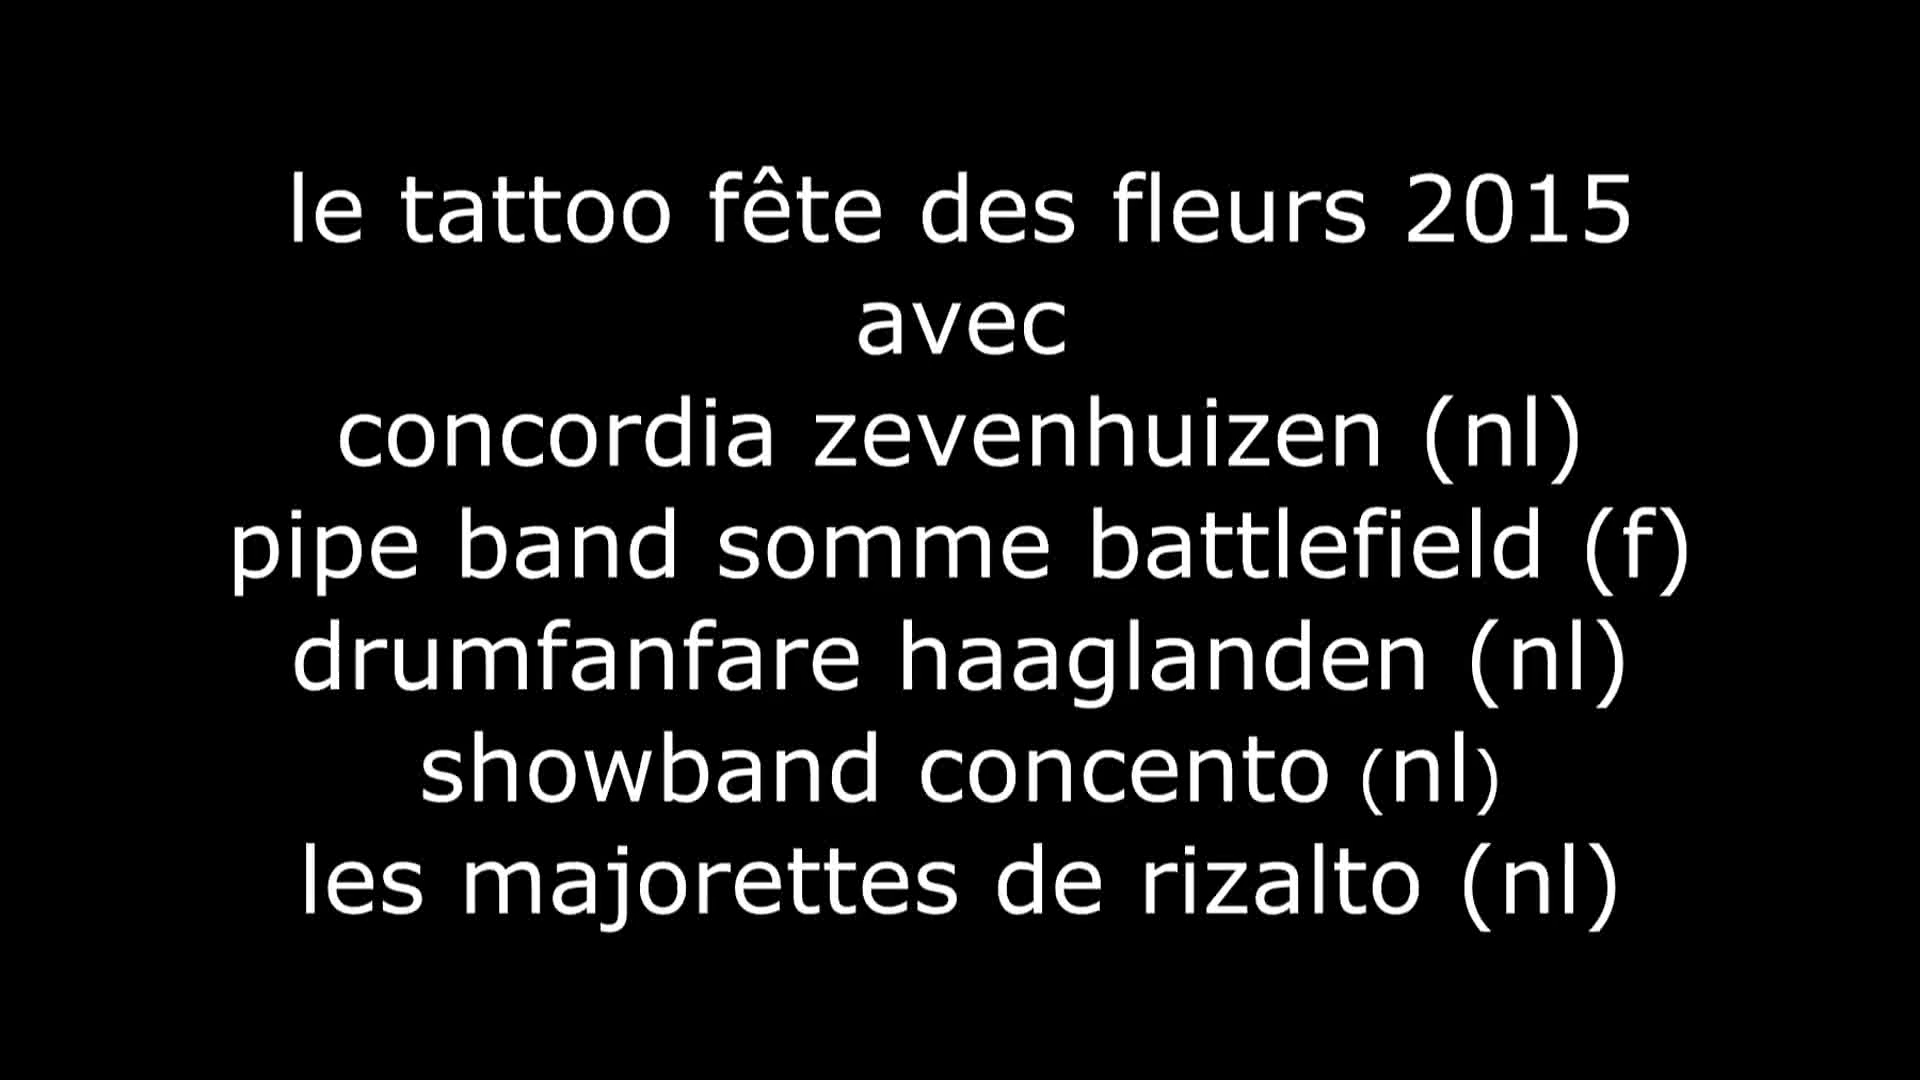 le tattoo fête des fleurs 2015
avec
concordia zevenhuizen (nl)
pipe band somme battlefield (f)
drumfanfare haaglanden (nl)
showband concento (nl)
les majorettes de rizalto (nl)